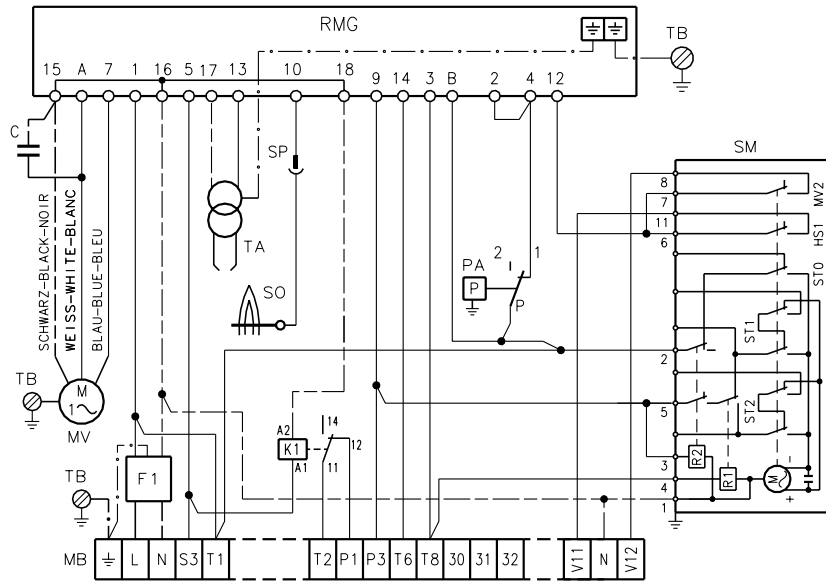 RMG
TB
15 A 7 1 16 5 17 13 10 18 9 14 3 B 2 4 12
C
SP
SM
SCHWARZ-BLACK-NOIR
WEISS-WHITE-BLANC
BLAU-BLUE-BLEU
TA
SO
PA
P
2
1
P
8
7
11
6
2
5
3
4
1
MV2
HS1
ST0
ST1
ST2
R2
R1
M
-
+
TB
M
1
MV
A2
K1
A1
14
12
11
TB
F1
MB L N S3 T1 T2 P1 P3 T6 T8 30 31 32 V11 N V12